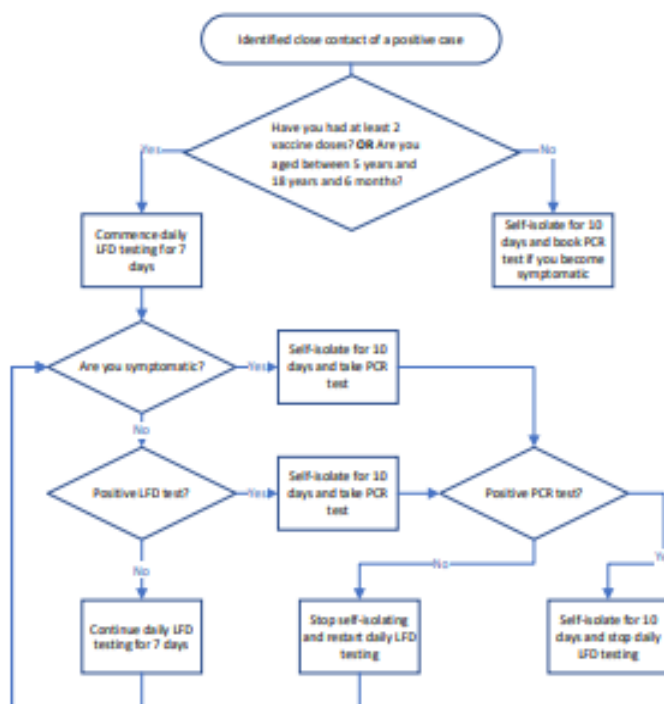 Identified close contact of a positive case
Have you had at least 2
vaccine doses? OR Are you
aged between 5 years and
18 years and 6 months?
Yes
No
Commence daily
LFD testing for 7
days
Self-isolate for 10
days and book PCR
test if you become
symptomatic
Are you symptomatic?
Yes
Self-isolate for 10
days and take PCR
test
No
Positive LFD test?
Yes
Self-isolate for 10
days and take PCR
test
Positive PCR test?
No
No
Ye
Continue daily LFD
testing for 7 days
Stop self-isolating
and restart daily LFD
testing
Self-isolate for 10
days and stop daily
LFD testing